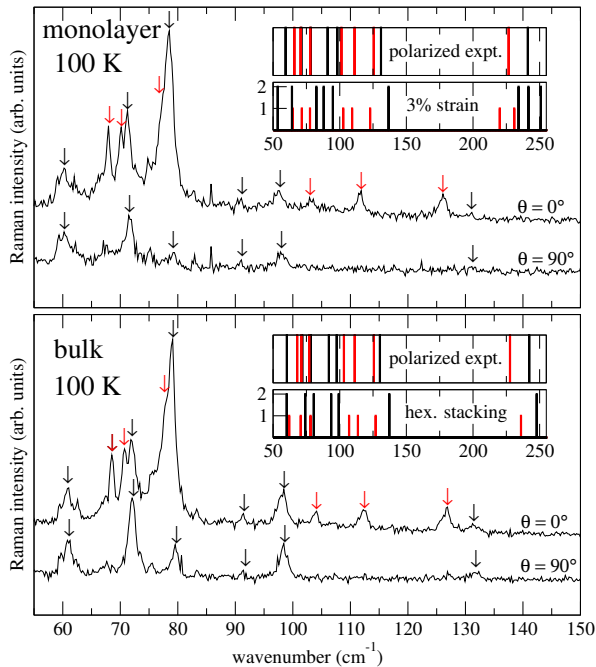 monolayer
100 K
polarized expt.
2
1
3% strain
50 100 150 200 250
θ = 0°
θ = 90°
Raman intensity (arb. units)
bulk
100 K
polarized expt.
2
1
hex. stacking
50 100 150 200 250
θ = 0°
θ = 90°
Raman intensity (arb. units)
60 70 80 90 100 110 120 130 140 150
wavenumber (cm⁻¹)